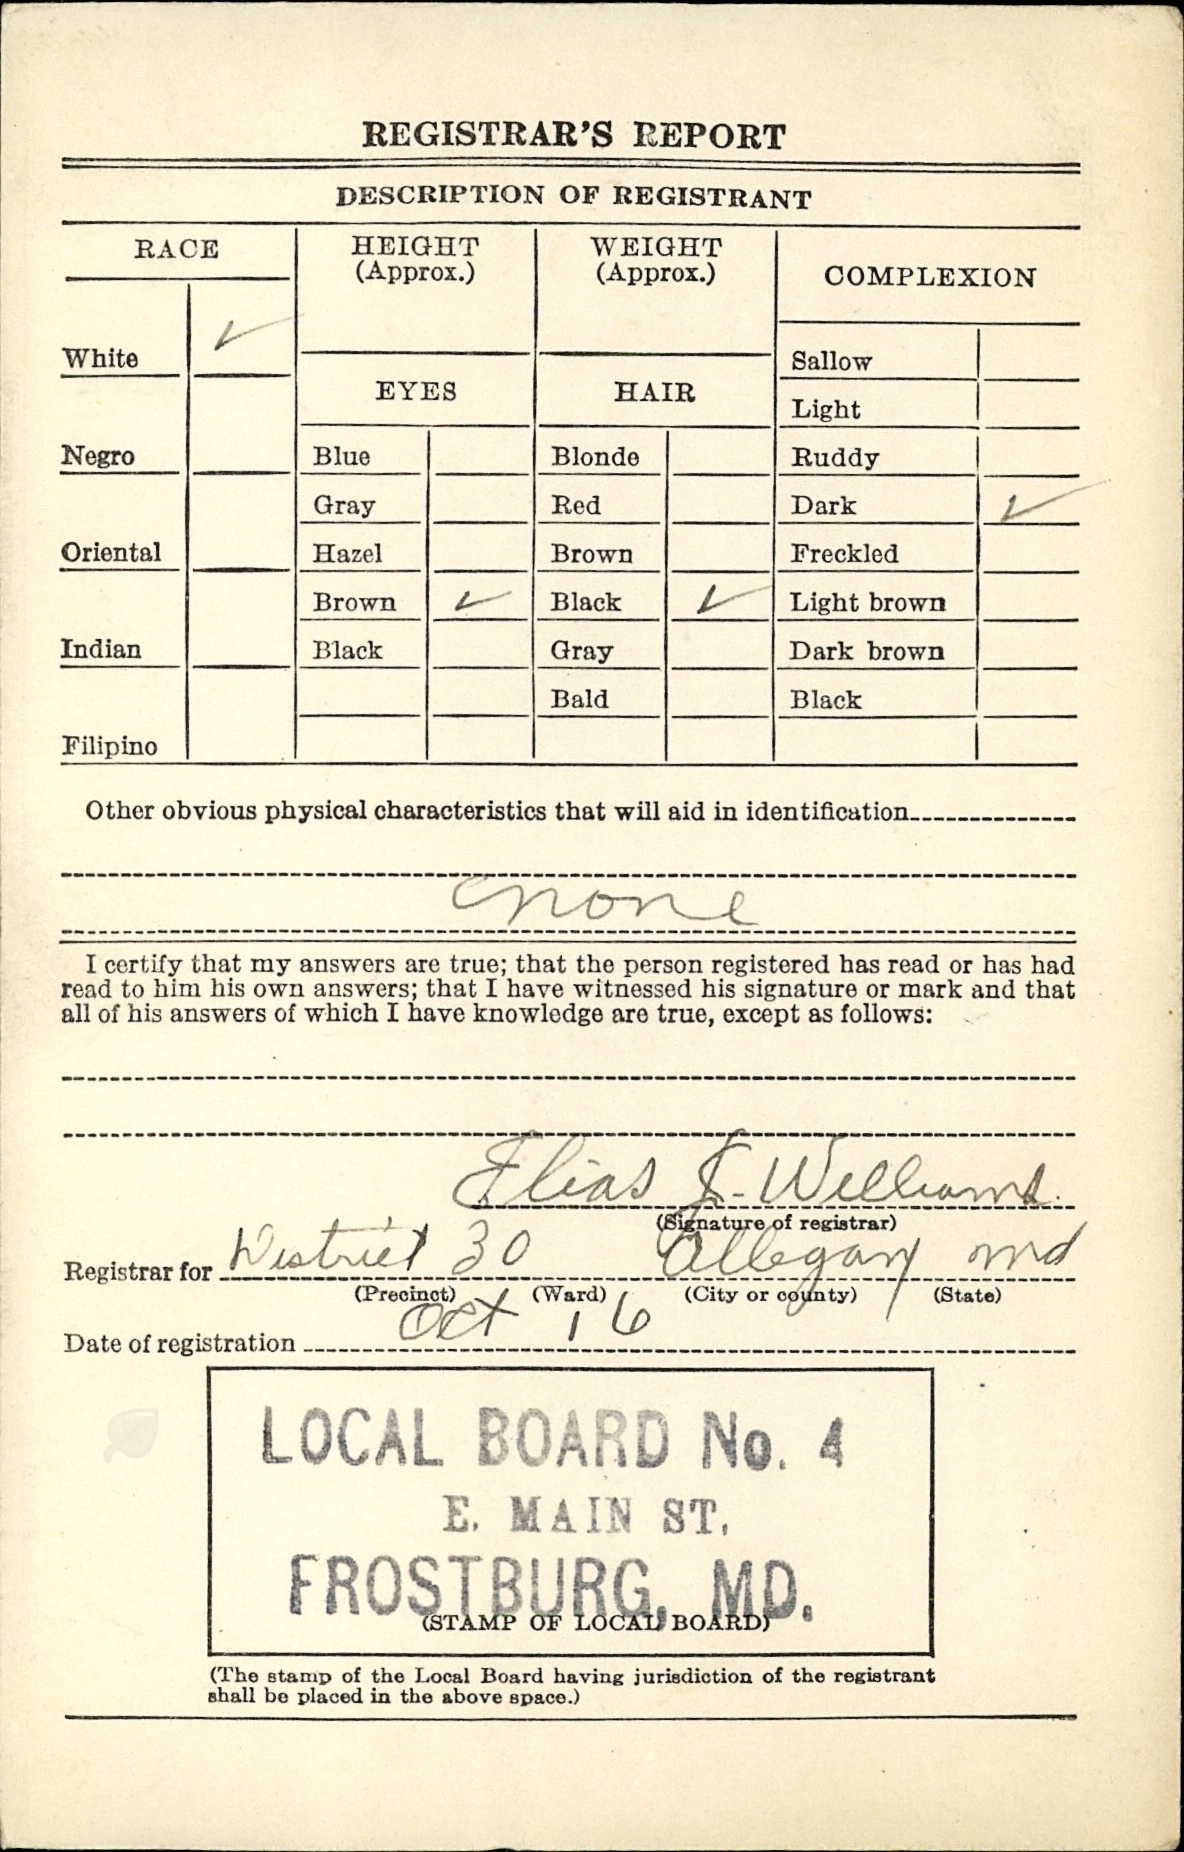 REGISTRAR'S REPORT
DESCRIPTION OF REGISTRANT
RACE
HEIGHT
(Approx.)
WEIGHT
(Approx.)
COMPLEXION
White ✓
Negro
Oriental
Indian
Filipino
EYES
Blue
Gray
Hazel
Brown ✓
Black
HAIR
Blonde
Red
Brown
Black ✓
Gray
Bald
Sallow
Light
Ruddy
Dark ✓
Freckled
Light brown
Dark brown
Black
Other obvious physical characteristics that will aid in identification
none
I certify that my answers are true; that the person registered has read or has had
read to him his own answers; that I have witnessed his signature or mark and that
all of his answers of which I have knowledge are true, except as follows:
Elias J. Williams
(Signature of registrar)
Registrar for District 30 Allegany Md
(Precinct) (Ward) (City or county) (State)
Date of registration Oct 16
LOCAL BOARD No. 4
E. MAIN ST.
FROSTBURG, MD.
(STAMP OF LOCAL BOARD)
(The stamp of the Local Board having jurisdiction of the registrant
shall be placed in the above space.)